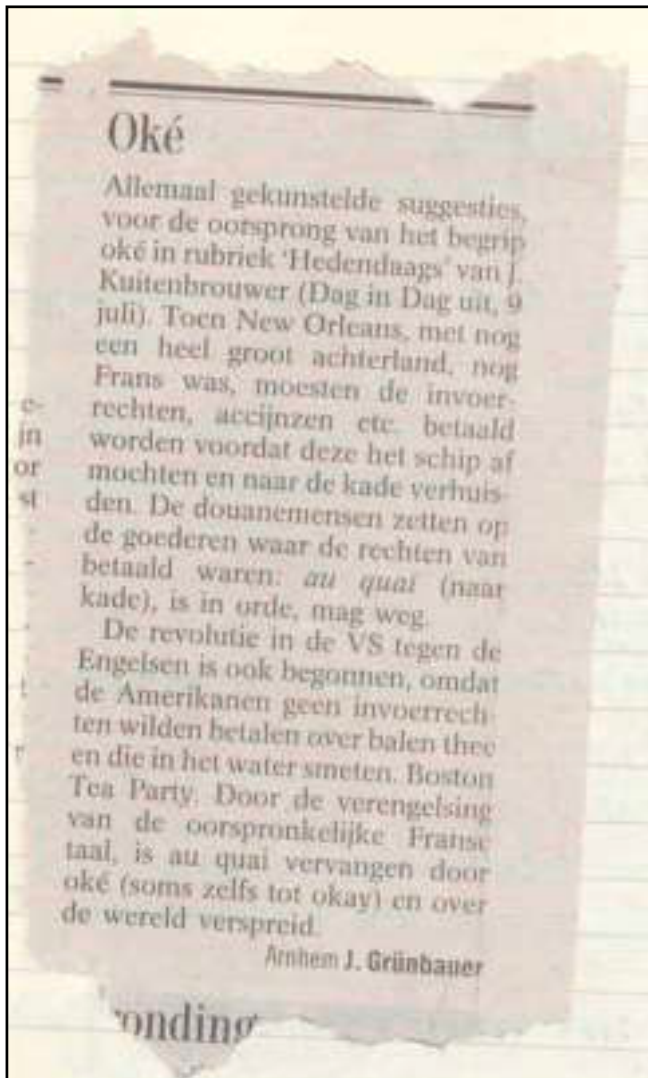 Oké
Allemaal gekunstelde suggesties,
voor de oorsprong van het begrip
oké in rubriek 'Hedendaags' van J.
Kuitenbrouwer (Dag in Dag uit, 9
juli). Toen New Orleans, met nog
een heel groot achterland, nog
Frans was, moesten de invoer-
rechten, accijnzen etc. betaald
worden voordat deze het schip af
mochten en naar de kade verhuis-
den. De douanemensen zetten op
de goederen waar de rechten van
betaald waren: au quai (naar
kade), is in orde, mag weg.
De revolutie in de VS tegen de
Engelsen is ook begonnen, omdat
de Amerikanen geen invoerrech-
ten wilden betalen over balen thee
en die in het water smeten. Boston
Tea Party. Door de verengelsing
van de oorspronkelijke Franse
taal, is au quai vervangen door
oké (soms zelfs tot okay) en over
de wereld verspreid.
Arnhem J. Grünbauer
e-
jn
or
st
onding